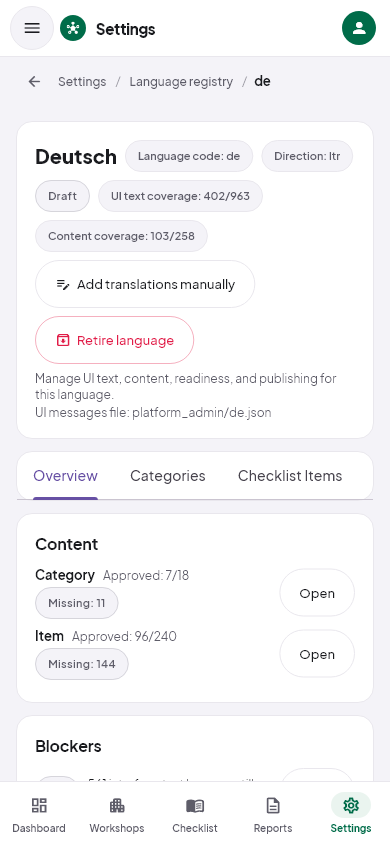 Settings
Settings / Language registry / de
Deutsch
Language code: de
Direction: ltr
Draft
UI text coverage: 402/963
Content coverage: 103/258
Add translations manually
Retire language
Manage UI text, content, readiness, and publishing for
this language.
UI messages file: platform_admin/de.json
Overview
Categories
Checklist Items
Content
Category Approved: 7/18
Missing: 11
Open
Item Approved: 96/240
Missing: 144
Open
Blockers
Dashboard
Workshops
Checklist
Reports
Settings